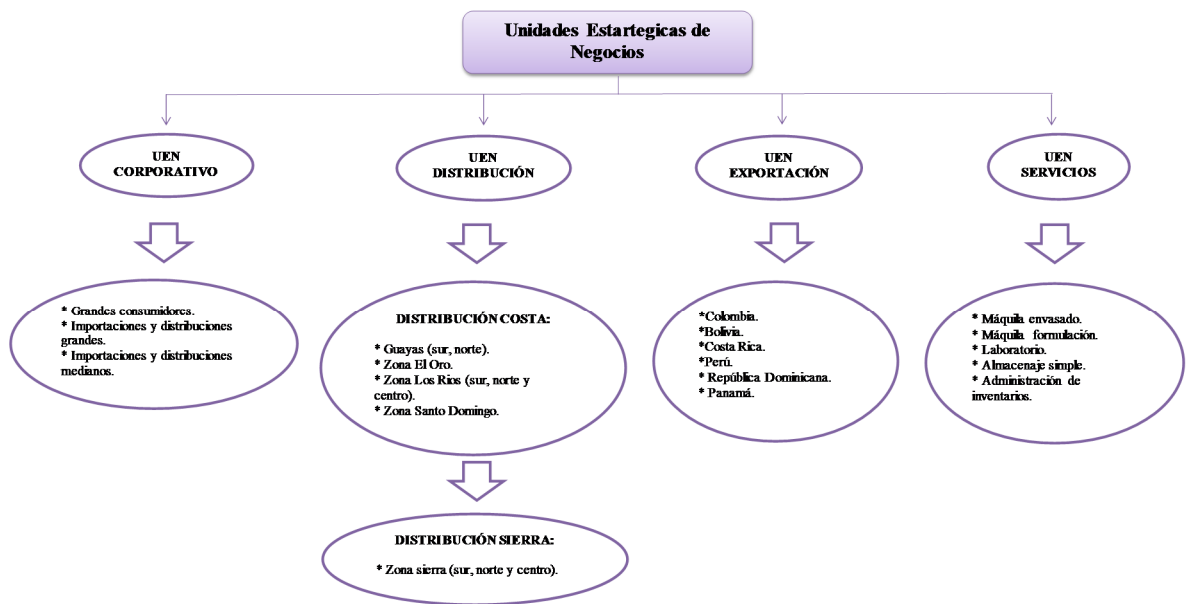 Unidades Estartegicas de
Negocios
UEN
CORPORATIVO
UEN
DISTRIBUCIÓN
UEN
EXPORTACIÓN
UEN
SERVICIOS
* Grandes consumidores.
* Importaciones y distribuciones
grandes.
* Importaciones y distribuciones
medianos.
DISTRIBUCIÓN COSTA:
* Guayas (sur, norte).
* Zona El Oro.
* Zona Los Rios (sur, norte y
centro).
* Zona Santo Domingo.
*Colombia.
*Bolivia.
*Costa Rica.
*Perú.
* República Dominicana.
* Panamá.
* Máquila envasado.
* Máquila formulación.
* Laboratorio.
* Almacenaje simple.
* Administración de
inventarios.
DISTRIBUCIÓN SIERRA:
* Zona sierra (sur, norte y centro).